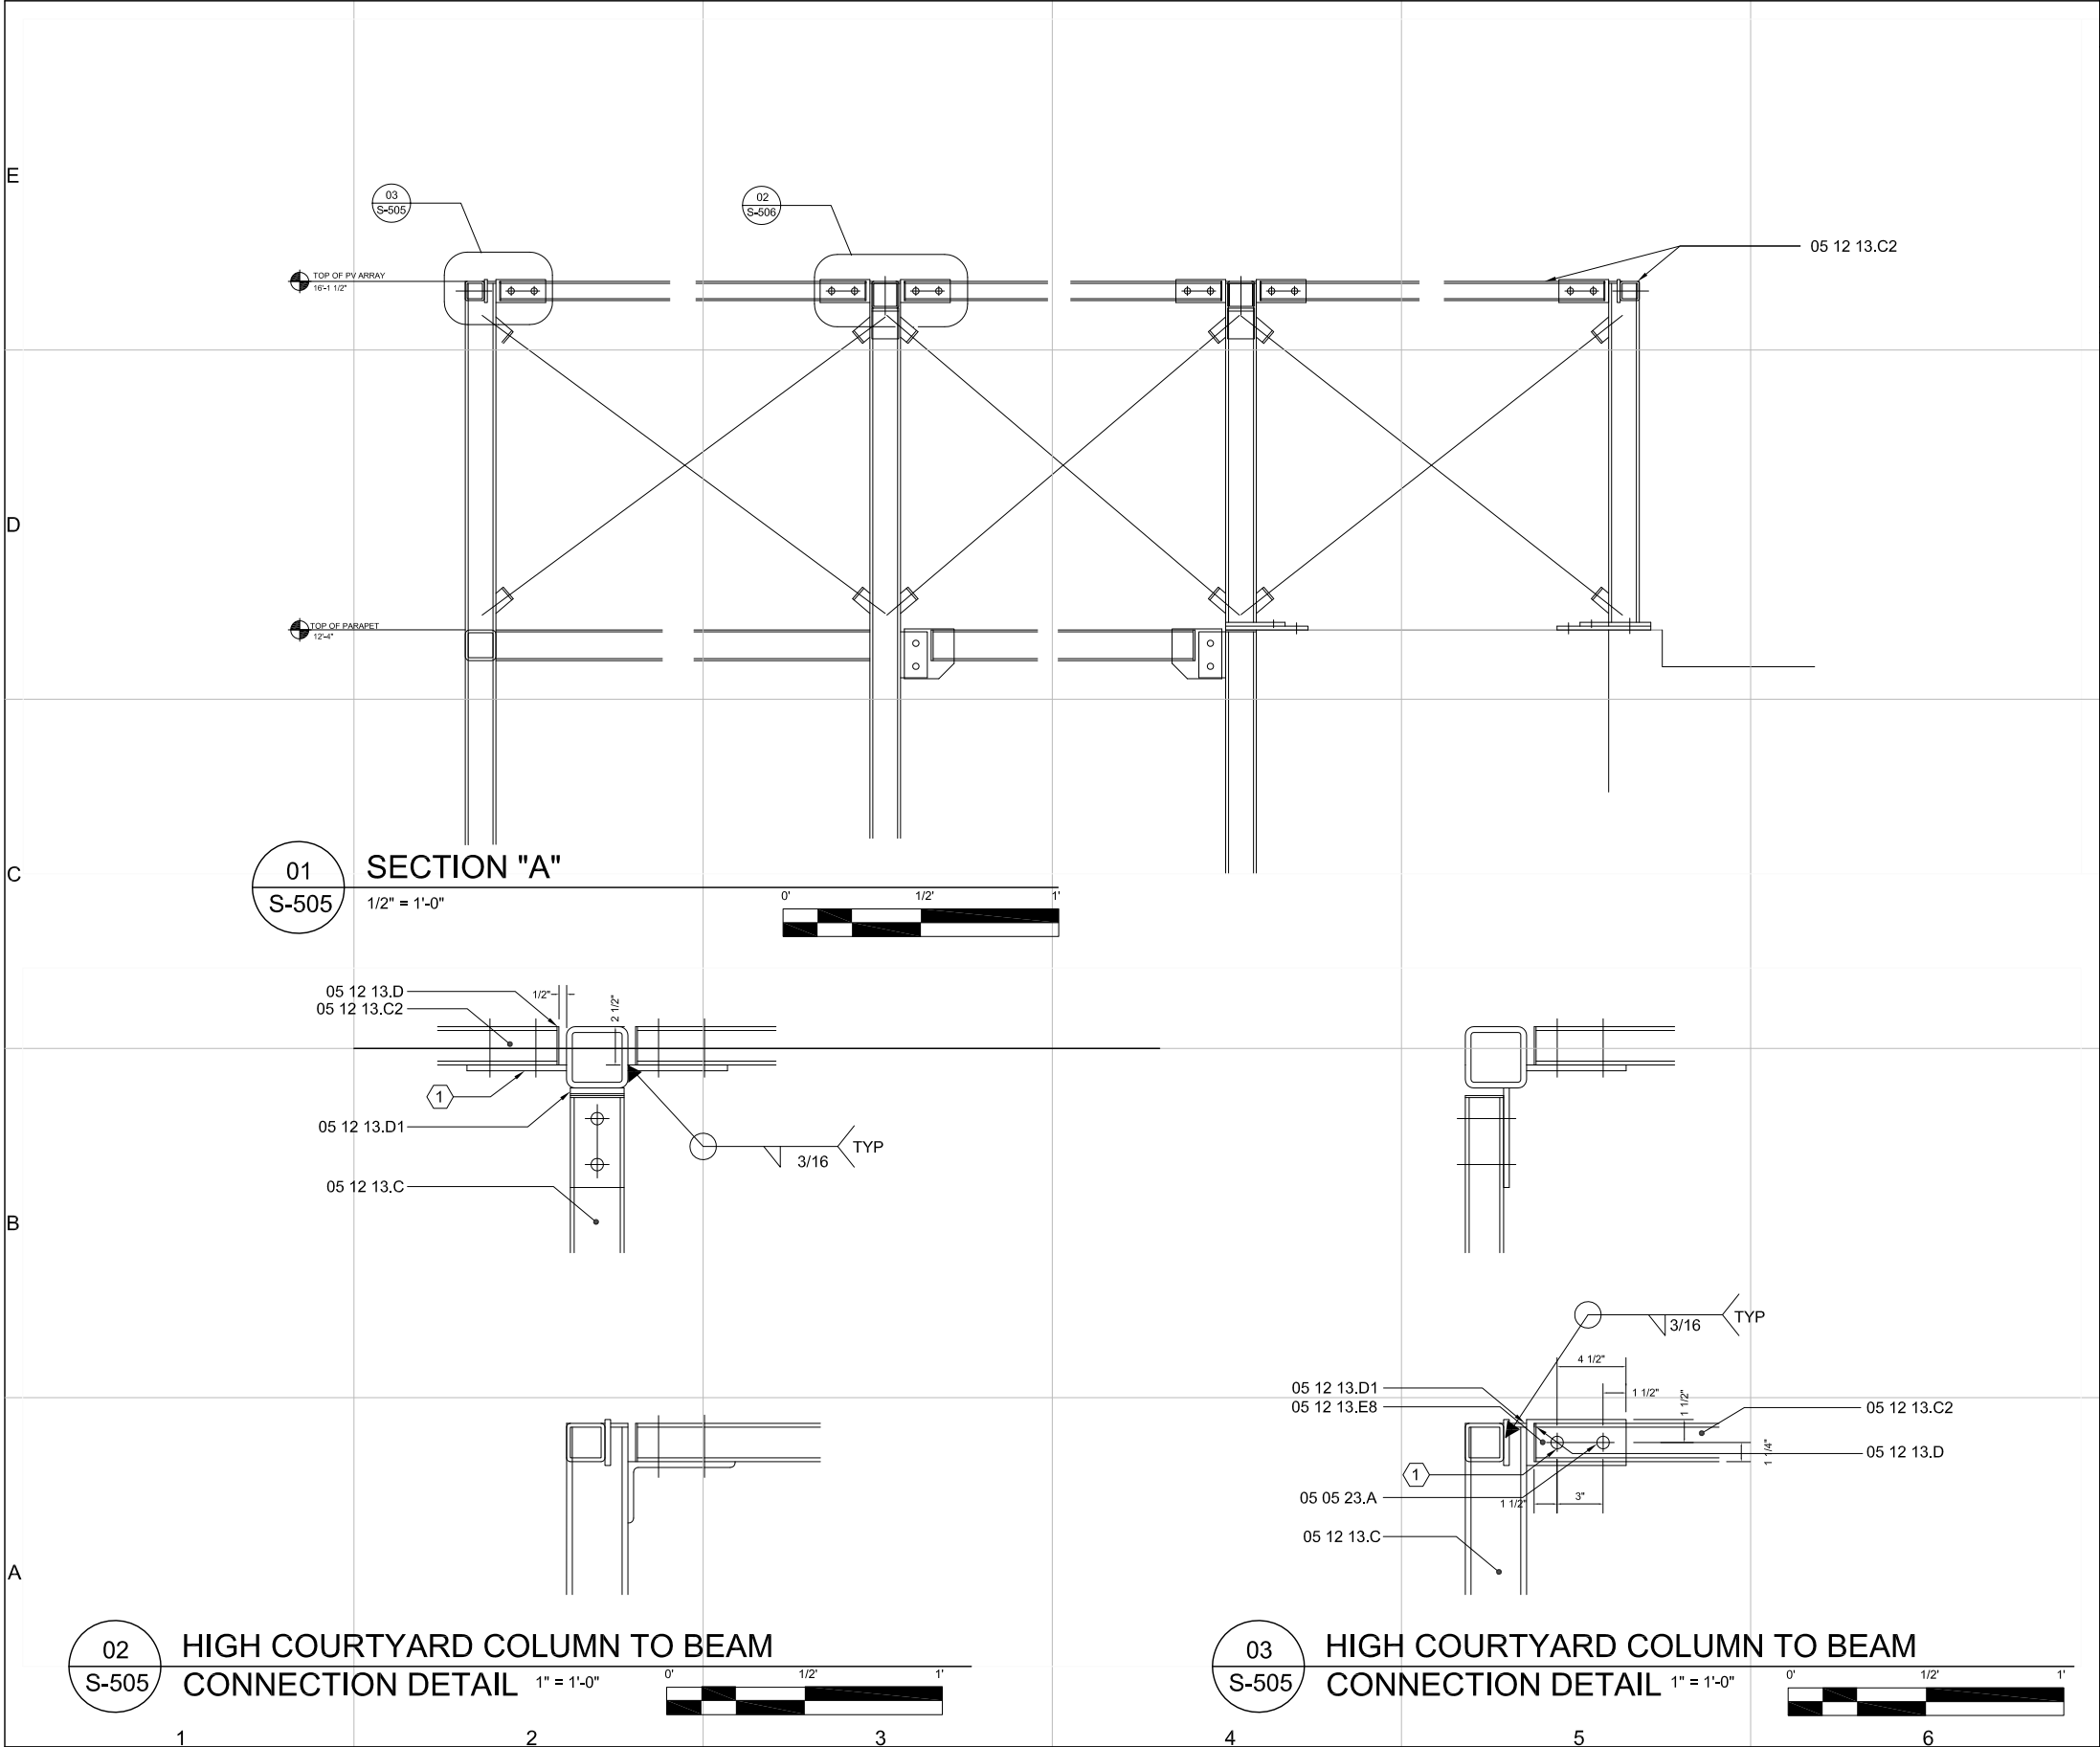 E
03
S-505
02
S-506
05 12 13.C2
TOP OF PV ARRAY
16'-1 1/2"
D
TOP OF PARAPET
12'-4"
C
01
S-505
SECTION "A"
1/2" = 1'-0"
0' 1/2' 1'
05 12 13.D
05 12 13.C2
1/2"
2 1/2"
1
05 12 13.D1
3/16
TYP
05 12 13.C
B
3/16
TYP
4 1/2"
1 1/2"
1 1/2"
05 12 13.D1
05 12 13.E8
05 12 13.C2
05 12 13.D
1 1/4"
1
05 05 23.A
1 1/2"
3"
05 12 13.C
A
02
S-505
HIGH COURTYARD COLUMN TO BEAM
CONNECTION DETAIL 1" = 1'-0"
0' 1/2' 1'
03
S-505
HIGH COURTYARD COLUMN TO BEAM
CONNECTION DETAIL 1" = 1'-0"
0' 1/2' 1'
1 2 3 4 5 6